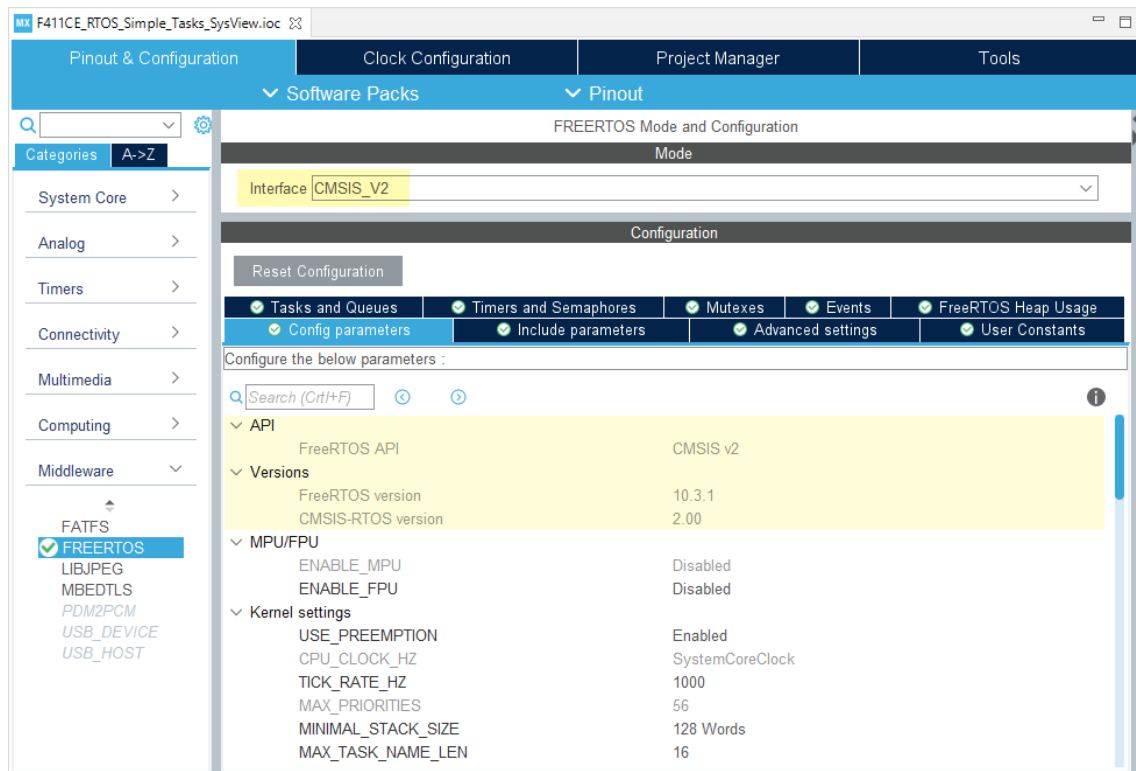 MX F411CE_RTOS_Simple_Tasks_SysView.ioc
Pinout & Configuration Clock Configuration Project Manager Tools
Software Packs Pinout
FREERTOS Mode and Configuration
Categories A->Z
Mode
System Core
Interface CMSIS_V2
Analog
Configuration
Reset Configuration
Timers
Tasks and Queues Timers and Semaphores Mutexes Events FreeRTOS Heap Usage
Connectivity
Config parameters Include parameters Advanced settings User Constants
Configure the below parameters :
Multimedia
Search (Crtl+F)
Computing
API
FreeRTOS API CMSIS v2
Middleware
Versions
FreeRTOS version 10.3.1
CMSIS-RTOS version 2.00
FATFS
FREERTOS
LIBJPEG
MBEDTLS
PDM2PCM
USB_DEVICE
USB_HOST
MPU/FPU
ENABLE_MPU Disabled
ENABLE_FPU Disabled
Kernel settings
USE_PREEMPTION Enabled
CPU_CLOCK_HZ SystemCoreClock
TICK_RATE_HZ 1000
MAX_PRIORITIES 56
MINIMAL_STACK_SIZE 128 Words
MAX_TASK_NAME_LEN 16